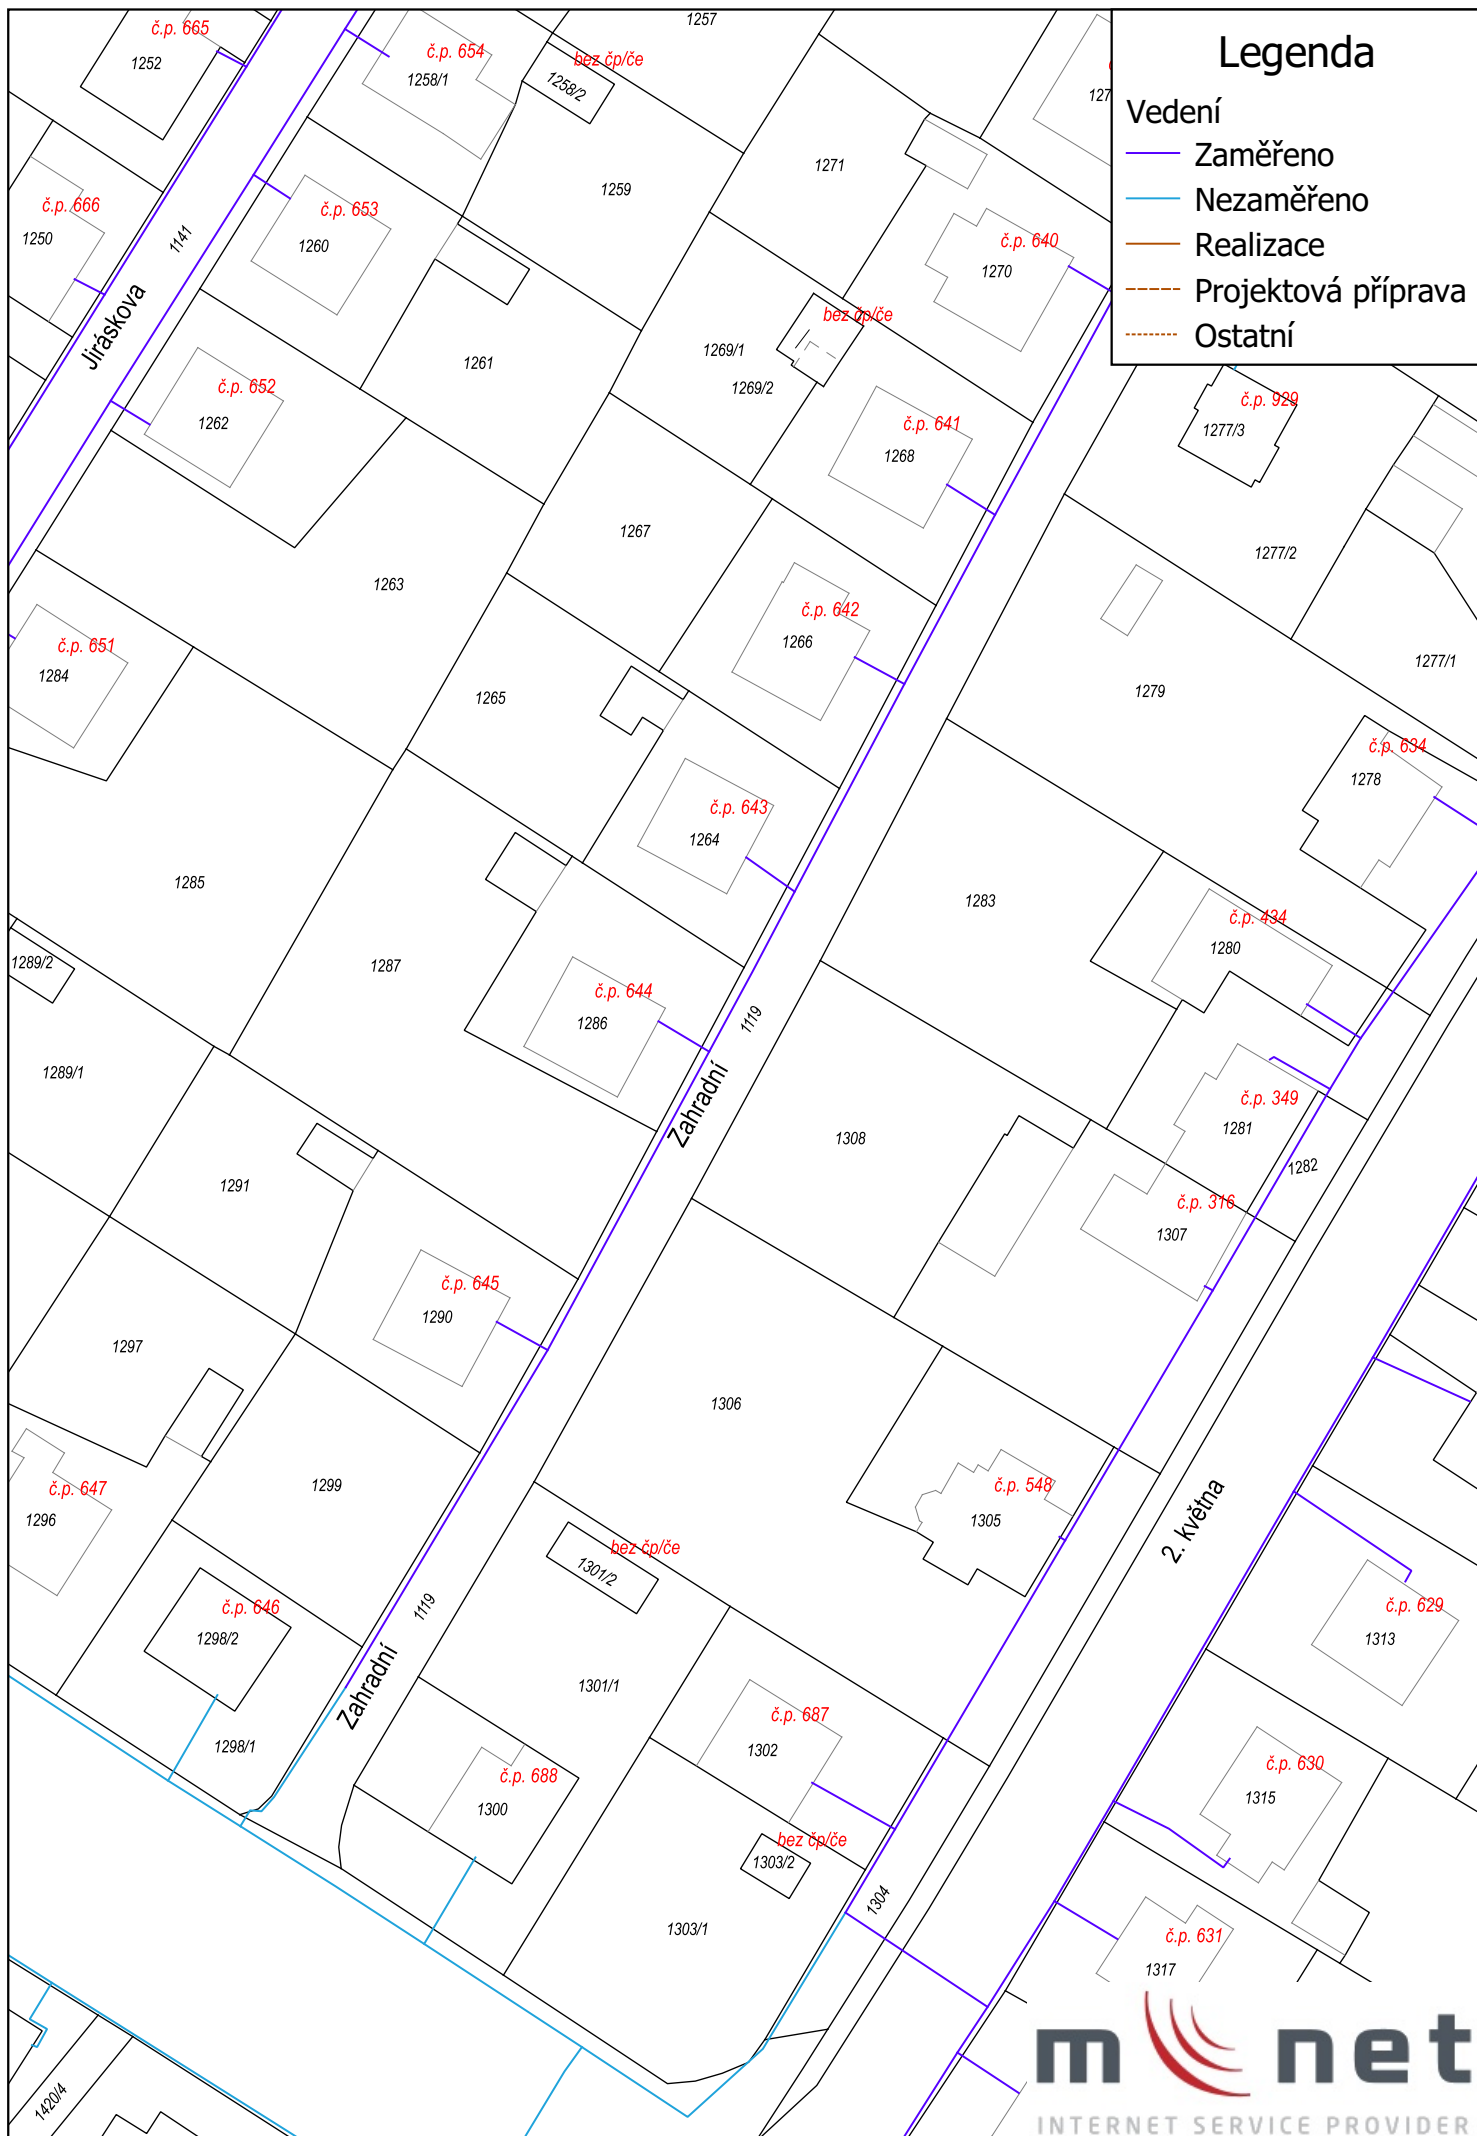 Legenda
Vedení
Zaměřeno
Nezaměřeno
Realizace
Projektová příprava
Ostatní
č.p. 665
1252
č.p. 654
1258/1
bez čp/če
1258/2
1257
č.p. 666
1250
1141
Jiráskova
č.p. 653
1260
1259
1271
č.p. 640
1270
bez čp/če
1269/1
1269/2
1261
č.p. 652
1262
č.p. 641
1268
č.p. 929
1277/3
1277/2
1277/1
1267
1263
č.p. 642
1266
č.p. 651
1284
1265
1279
č.p. 634
1278
č.p. 643
1264
1285
1283
č.p. 434
1280
1289/2
1287
č.p. 644
1286
1119
Zahradní
1289/1
č.p. 349
1281
1308
1282
1291
č.p. 316
1307
č.p. 645
1290
1297
1306
č.p. 647
1296
1299
č.p. 548
1305
2. května
bez čp/če
1301/2
č.p. 646
1298/2
1119
Zahradní
č.p. 629
1313
1301/1
č.p. 687
1302
1298/1
č.p. 688
1300
č.p. 630
1315
bez čp/če
1303/2
1304
1303/1
č.p. 631
1317
1420/4
m net
INTERNET SERVICE PROVIDER